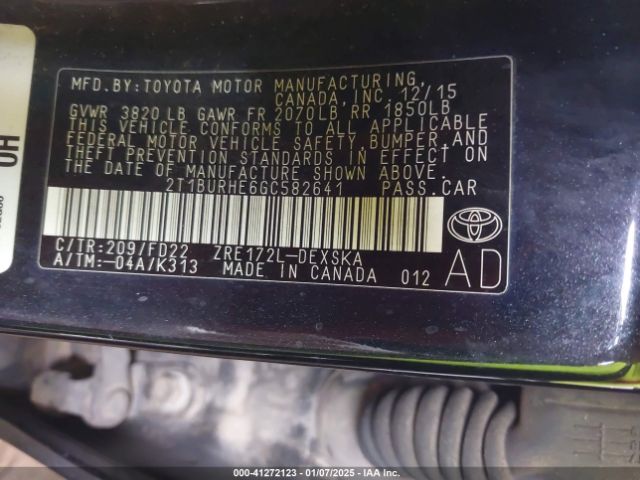 MFD.BY:TOYOTA MOTOR MANUFACTURING,
CANADA, INC. 12/15
GVWR 3820 LB GAWR FR 2070LB RR 1850LB
THIS VEHICLE CONFORMS TO ALL APPLICABLE
FEDERAL MOTOR VEHICLE SAFETY, BUMPER, AND
THEFT PREVENTION STANDARDS IN EFFECT ON
THE DATE OF MANUFACTURE SHOWN ABOVE.
2T1BURHE6GC582641 PASS.CAR
C/TR:209/FD22 ZRE172L-DEXSKA
A/TM:-04A/K313 MADE IN CANADA 012
AD
OH
000-41272123 - 01/07/2025 - IAA Inc.